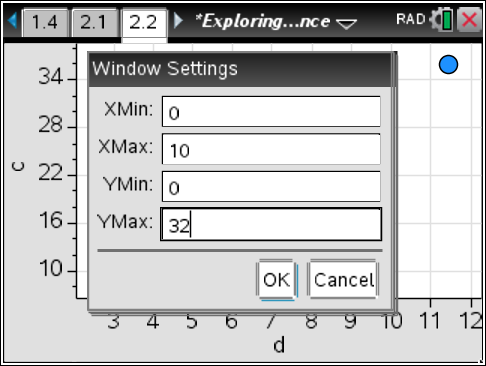 1.4 2.1 2.2 *Exploring...nce RAD
Window Settings
XMin: 0
XMax: 10
YMin: 0
YMax: 32
OK Cancel
34
28
22
16
10
c
3 4 5 6 7 8 9 10 11 12
d